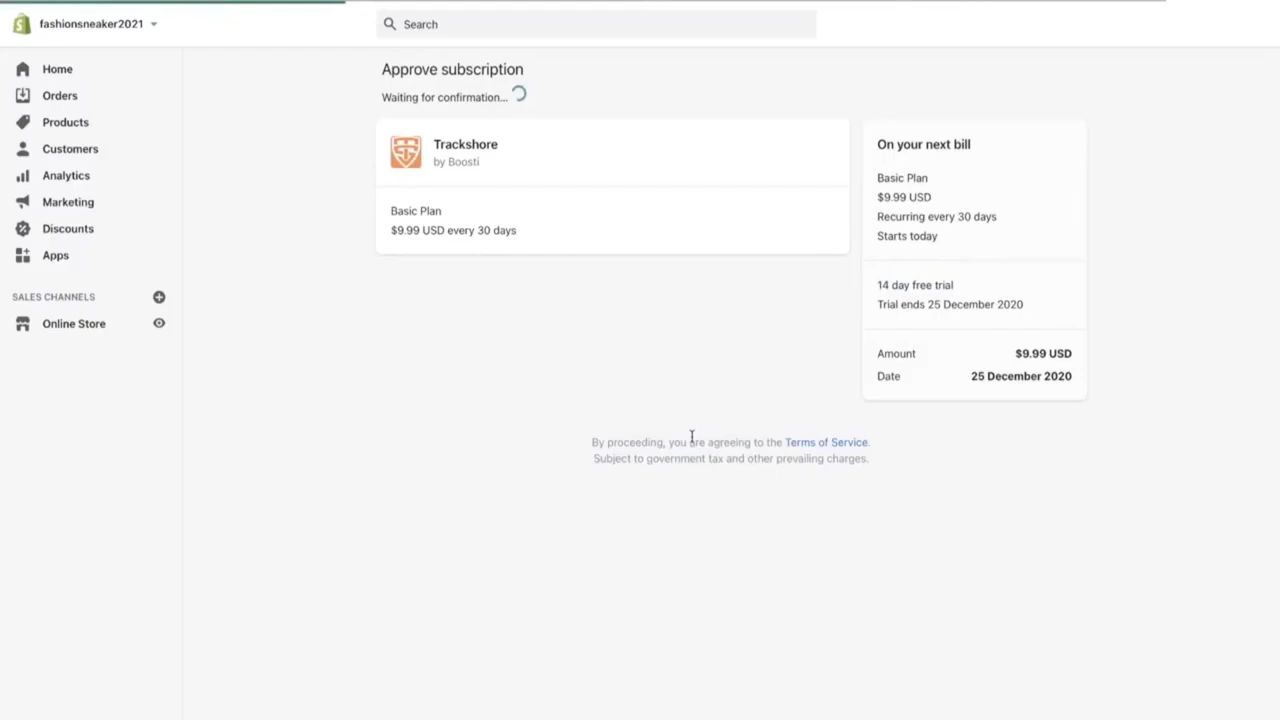 fashionsneaker2021
Search
Home
Orders
Products
Customers
Analytics
Marketing
Discounts
Apps
SALES CHANNELS
Online Store
Approve subscription
Waiting for confirmation...
Trackshore
by Boosti
Basic Plan
$9.99 USD every 30 days
On your next bill
Basic Plan
$9.99 USD
Recurring every 30 days
Starts today
14 day free trial
Trial ends 25 December 2020
Amount $9.99 USD
Date 25 December 2020
By proceeding, you are agreeing to the Terms of Service.
Subject to government tax and other prevailing charges.